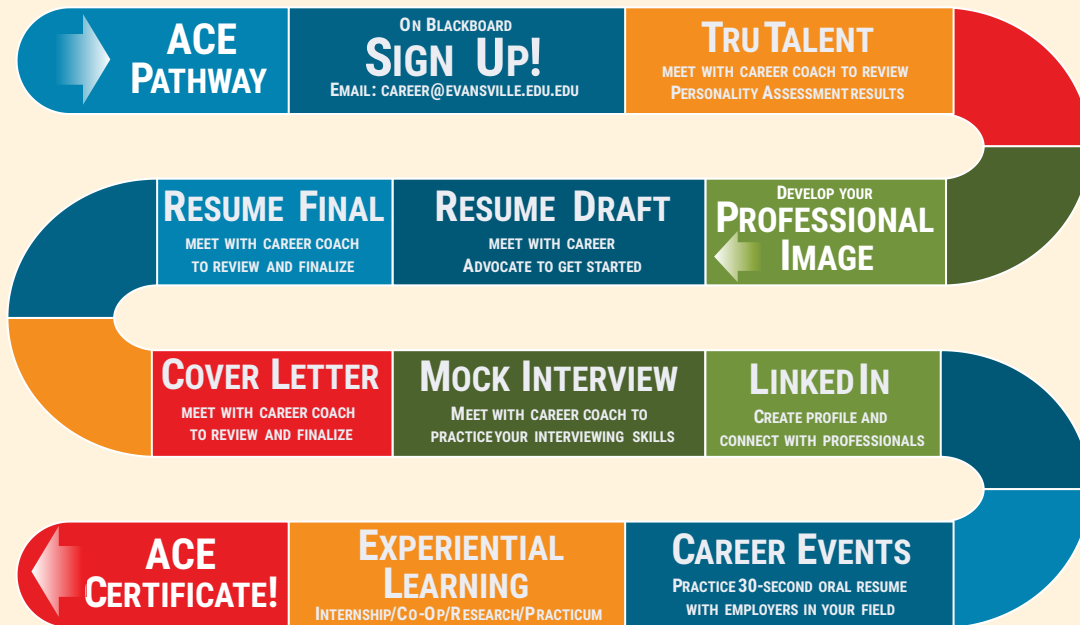 ACE
PATHWAY
ON BLACKBOARD
SIGN UP!
EMAIL: CAREER@EVANSVILLE.EDU.EDU
TRUTALENT
MEET WITH CAREER COACH TO REVIEW
PERSONALITY ASSESSMENT RESULTS
DEVELOP YOUR
PROFESSIONAL
IMAGE
RESUME DRAFT
MEET WITH CAREER
ADVOCATE TO GET STARTED
RESUME FINAL
MEET WITH CAREER COACH
TO REVIEW AND FINALIZE
COVER LETTER
MEET WITH CAREER COACH
TO REVIEW AND FINALIZE
MOCK INTERVIEW
MEET WITH CAREER COACH TO
PRACTICE YOUR INTERVIEWING SKILLS
LINKEDIN
CREATE PROFILE AND
CONNECT WITH PROFESSIONALS
CAREER EVENTS
PRACTICE 30-SECOND ORAL RESUME
WITH EMPLOYERS IN YOUR FIELD
EXPERIENTIAL
LEARNING
INTERNSHIP/CO-OP/RESEARCH/PRACTICUM
ACE
CERTIFICATE!